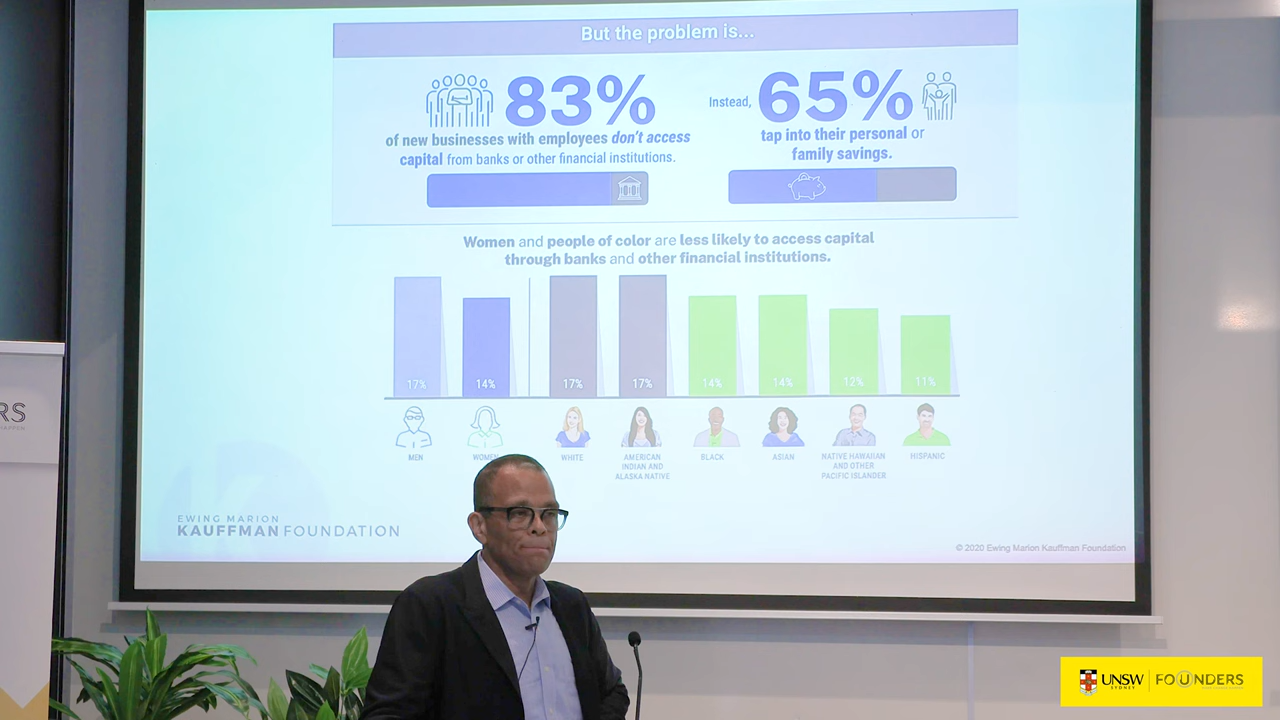 But the problem is...
83%
of new businesses with employees don't access
capital from banks or other financial institutions.
Instead, 65%
tap into their personal or
family savings.
Women and people of color are less likely to access capital
through banks and other financial institutions.
17%
14%
17%
17%
14%
14%
12%
11%
MEN
WOMEN
WHITE
AMERICAN
INDIAN AND
ALASKA NATIVE
BLACK
ASIAN
NATIVE HAWAIIAN
AND OTHER
PACIFIC ISLANDER
HISPANIC
EWING MARION
KAUFFMAN FOUNDATION
© 2020 Ewing Marion Kauffman Foundation
RS
UNSW
SYDNEY
FOUNDERS